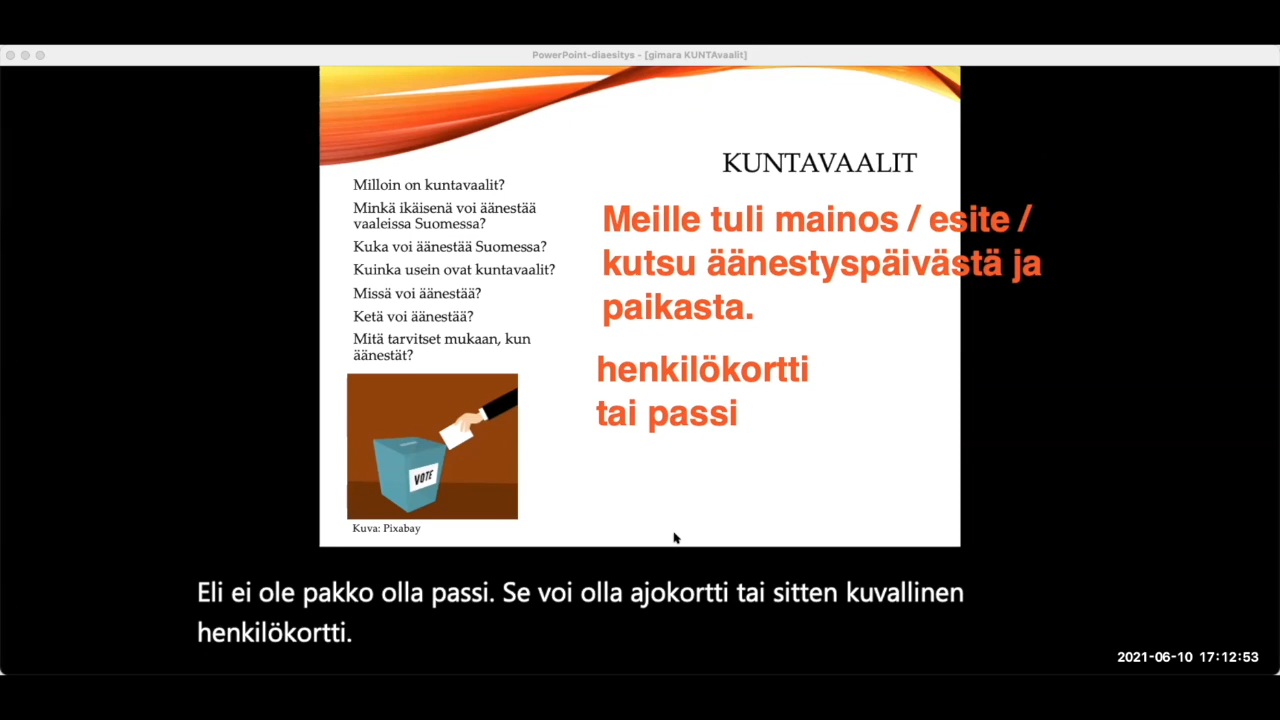 PowerPoint-diaesitys - [gimara KUNTAvaalit]
KUNTAVAALIT
Milloin on kuntavaalit?
Minkä ikäisenä voi äänestää
vaaleissa Suomessa?
Kuka voi äänestää Suomessa?
Kuinka usein ovat kuntavaalit?
Missä voi äänestää?
Ketä voi äänestää?
Mitä tarvitset mukaan, kun
äänestät?
VOTE
Kuva: Pixabay
Meille tuli mainos / esite /
kutsu äänestyspäivästä ja
paikasta.
henkilökortti
tai passi
Eli ei ole pakko olla passi. Se voi olla ajokortti tai sitten kuvallinen
henkilökortti.
2021-06-10 17:12:53